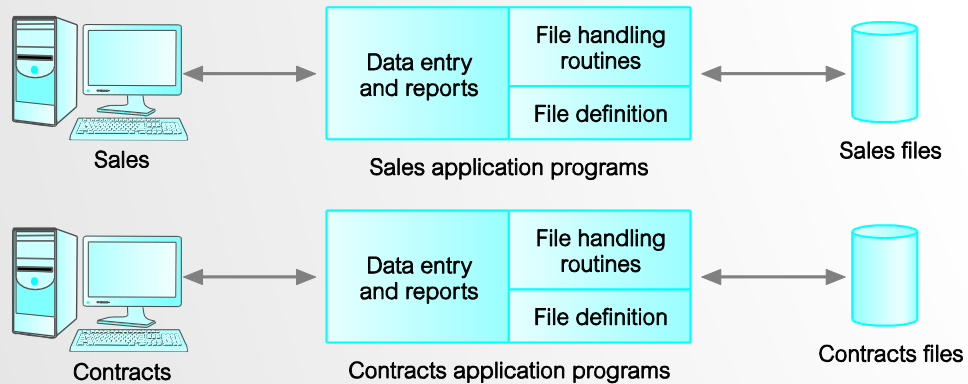 Data entry
and reports
File handling
routines
File definition
Sales
Sales application programs
Sales files
Data entry
and reports
File handling
routines
File definition
Contracts
Contracts application programs
Contracts files